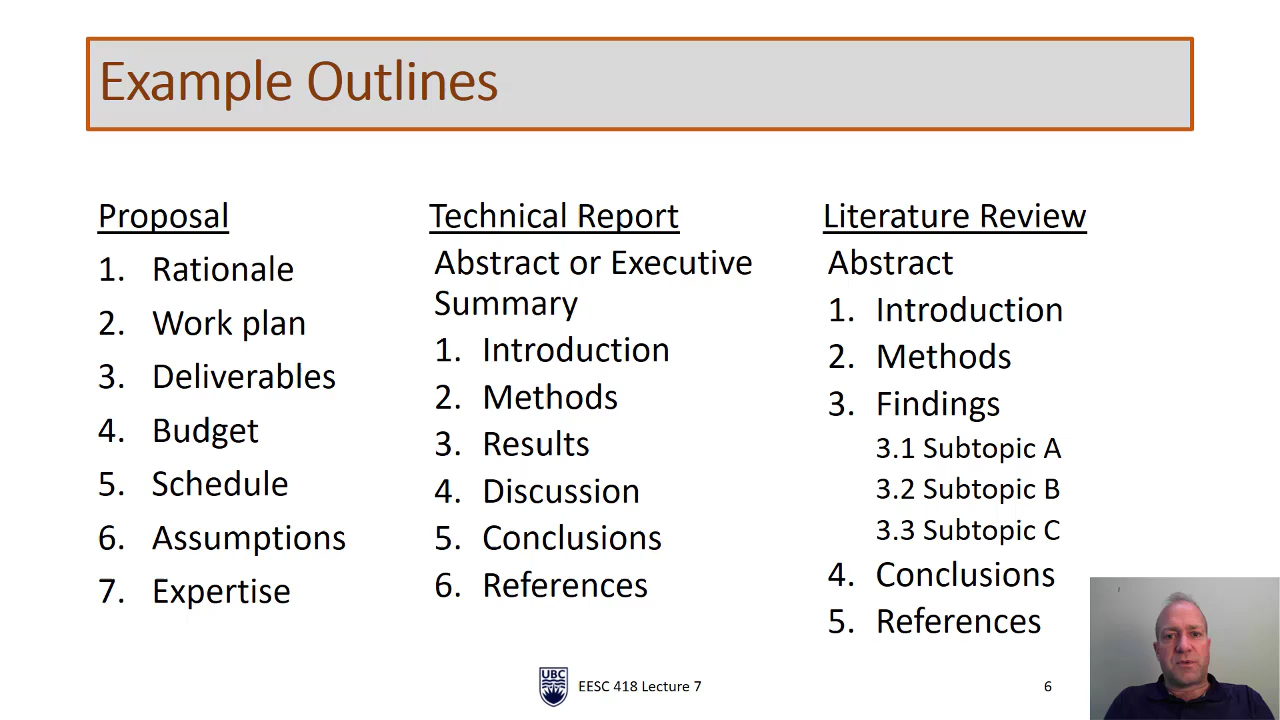 Example Outlines
Proposal
1. Rationale
2. Work plan
3. Deliverables
4. Budget
5. Schedule
6. Assumptions
7. Expertise
Technical Report
Abstract or Executive
Summary
1. Introduction
2. Methods
3. Results
4. Discussion
5. Conclusions
6. References
Literature Review
Abstract
1. Introduction
2. Methods
3. Findings
3.1 Subtopic A
3.2 Subtopic B
3.3 Subtopic C
4. Conclusions
5. References
UBC
EESC 418 Lecture 7
6